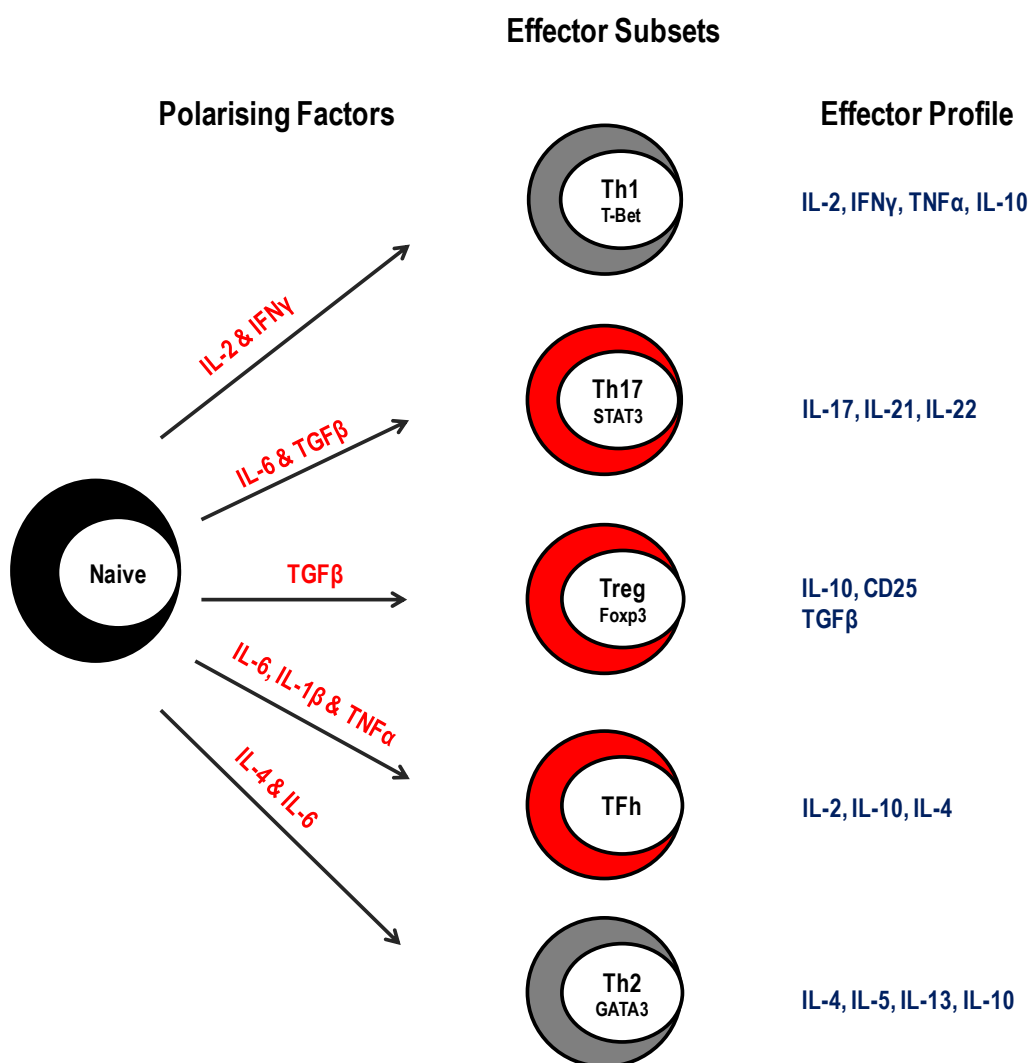 Effector Subsets
Polarising Factors
Effector Profile
Th1
T-Bet
IL-2, IFNγ, TNFα, IL-10
IL-2 & IFNγ
Th17
STAT3
IL-17, IL-21, IL-22
IL-6 & TGFβ
Naive
TGFβ
Treg
Foxp3
IL-10, CD25
TGFβ
IL-6, IL-1β & TNFα
TFh
IL-2, IL-10, IL-4
IL-4 & IL-6
Th2
GATA3
IL-4, IL-5, IL-13, IL-10